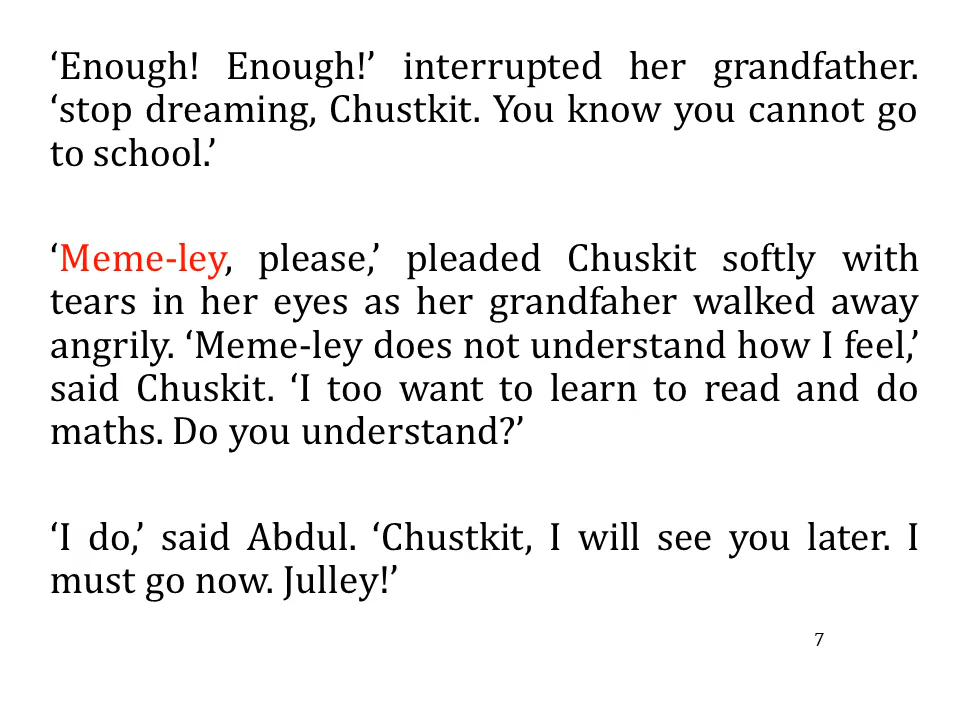 ‘Enough! Enough!’ interrupted her grandfather.
‘stop dreaming, Chustkit. You know you cannot go
to school.’
‘Meme-ley, please,’ pleaded Chuskit softly with
tears in her eyes as her grandfaher walked away
angrily. ‘Meme-ley does not understand how I feel,’
said Chuskit. ‘I too want to learn to read and do
maths. Do you understand?’
‘I do,’ said Abdul. ‘Chustkit, I will see you later. I
must go now. Julley!’
7